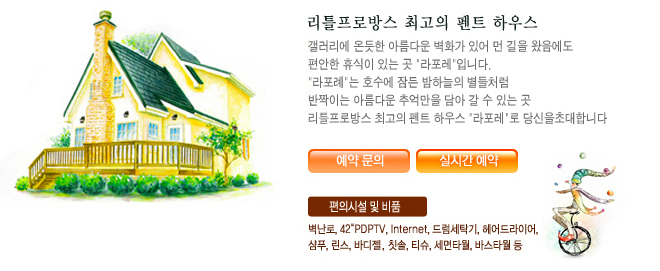 리틀프로방스 최고의 펜트 하우스
갤러리에 온듯한 아름다운 벽화가 있어 먼 길을 왔음에도
편안한 휴식이 있는 곳 "라포레"입니다.
"라포레"는 호수에 잠든 밤하늘의 별들처럼
반짝이는 아름다운 추억만을 담아 갈 수 있는 곳
리틀프로방스 최고의 펜트 하우스 "라포레"로 당신을초대합니다
예약 문의
실시간 예약
편의시설 및 비품
벽난로, 42"PDPTV, Internet, 드럼세탁기, 헤어드라이어,
샴푸, 린스, 바디젤, 칫솔, 티슈, 세면타월, 바스타월 등